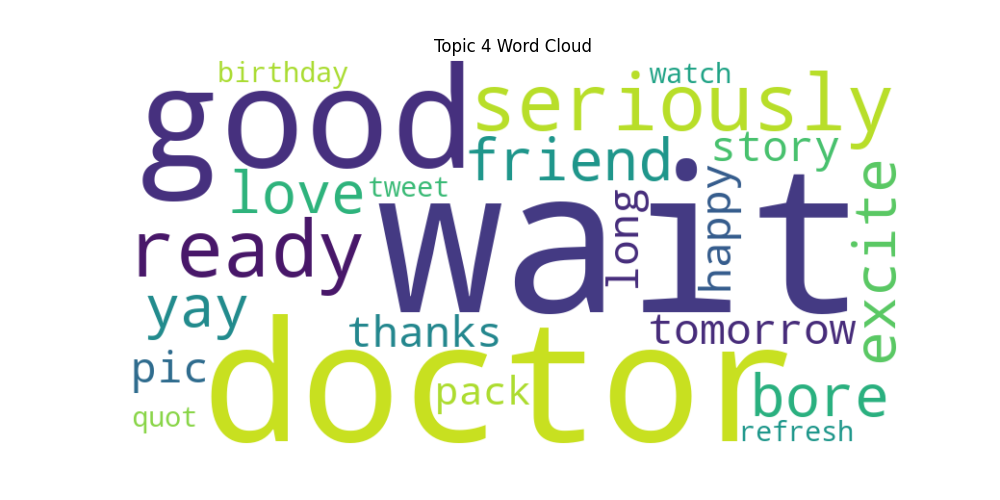 Topic 4 Word Cloud
birthday
watch
good
seriously
friend
story
love
tweet
wait
long
happy
excite
ready
yay
thanks
tomorrow
doctor
pic
pack
bore
quot
refresh